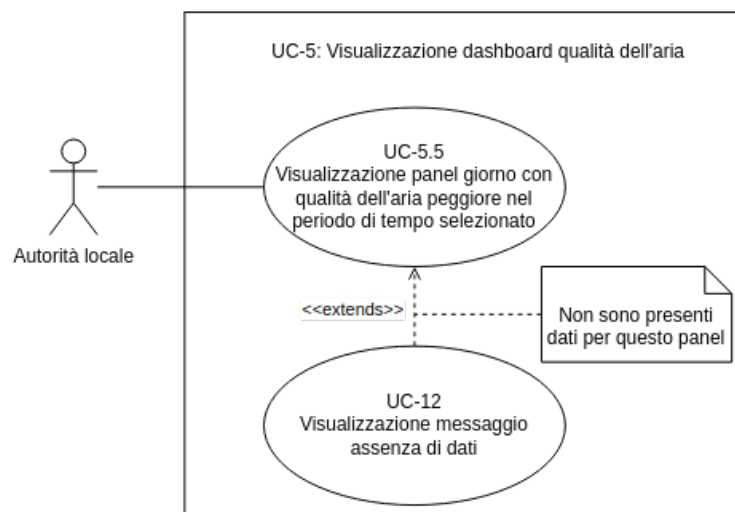 UC-5: Visualizzazione dashboard qualità dell'aria
UC-5.5
Visualizzazione panel giorno con
qualità dell'aria peggiore nel
periodo di tempo selezionato
Autorità locale
<<extends>>
Non sono presenti
dati per questo panel
UC-12
Visualizzazione messaggio
assenza di dati